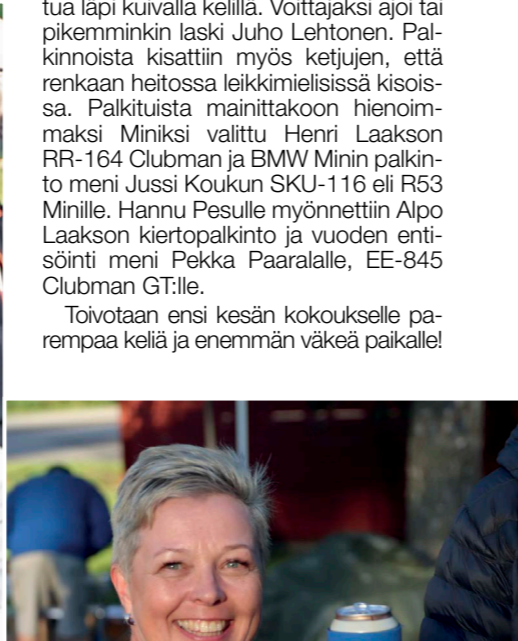 tua läpi kuivalla kelillä. Voittajaksi ajoi tai
pikemminkin laski Juho Lehtonen. Pal-
kinnoista kisattiin myös ketjujen, että
renkaan heitossa leikkimielisissä kisois-
sa. Palkituista mainittakoon hienoim-
maksi Miniksi valittu Henri Laakson
RR-164 Clubman ja BMW Minin palkin-
to meni Jussi Koukun SKU-116 eli R53
Minille. Hannu Pesulle myönnettiin Alpo
Laakson kiertopalkinto ja vuoden enti-
söinti meni Pekka Paaralalle, EE-845
Clubman GT:lle.
Toivotaan ensi kesän kokoukselle pa-
rempaa keliä ja enemmän väkeä paikalle!